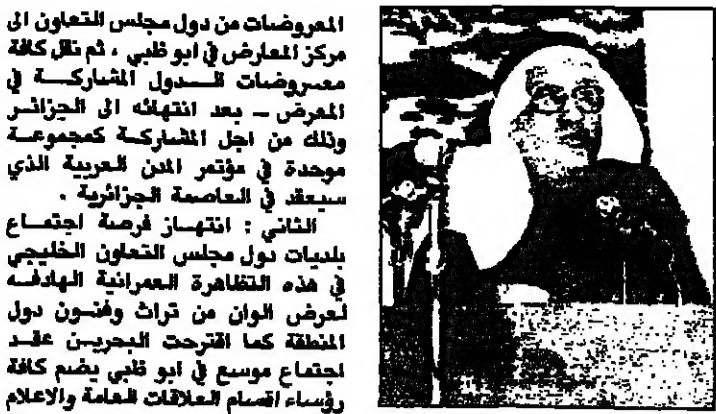 المعروضات من دول مجلس التعاون الى
مركز المعارض في ابو ظبي ، ثم نقل كافة
معروضات الدول المشاركة في
المعرض – بعد انتهائه الى الجزائر
وذلك من اجل المشاركة كمجموعة
موحدة في مؤتمر المدن العربية الذي
سيعقد في العاصمة الجزائرية .
الثاني : انتهاز فرصة اجتماع
بلديات دول مجلس التعاون الخليجي
في هذه التظاهرة العمرانية الهادفه
لعرض الوان من تراث وفنون دول
المنطقة كما اقترحت البحرين عقد
اجتماع موسع في ابو ظبي يضم كافة
رؤساء اقسام العلاقات العامة والاعلام